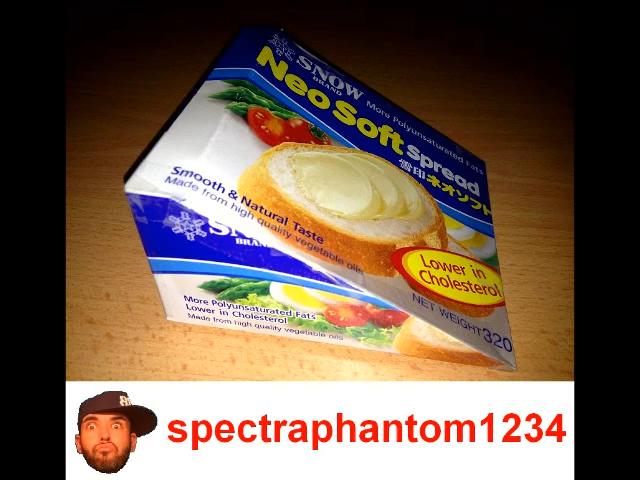 SNOW
BRAND
More Polyunsaturated Fats
Neo Soft spread
雪印ネオソフト
Smooth & Natural Taste
Made from high quality vegetable oils
Lower in
Cholesterol
NET WEIGHT 320
SNOW
BRAND
More Polyunsaturated Fats
Lower in Cholesterol
Made from high quality vegetable oils
spectraphantom1234